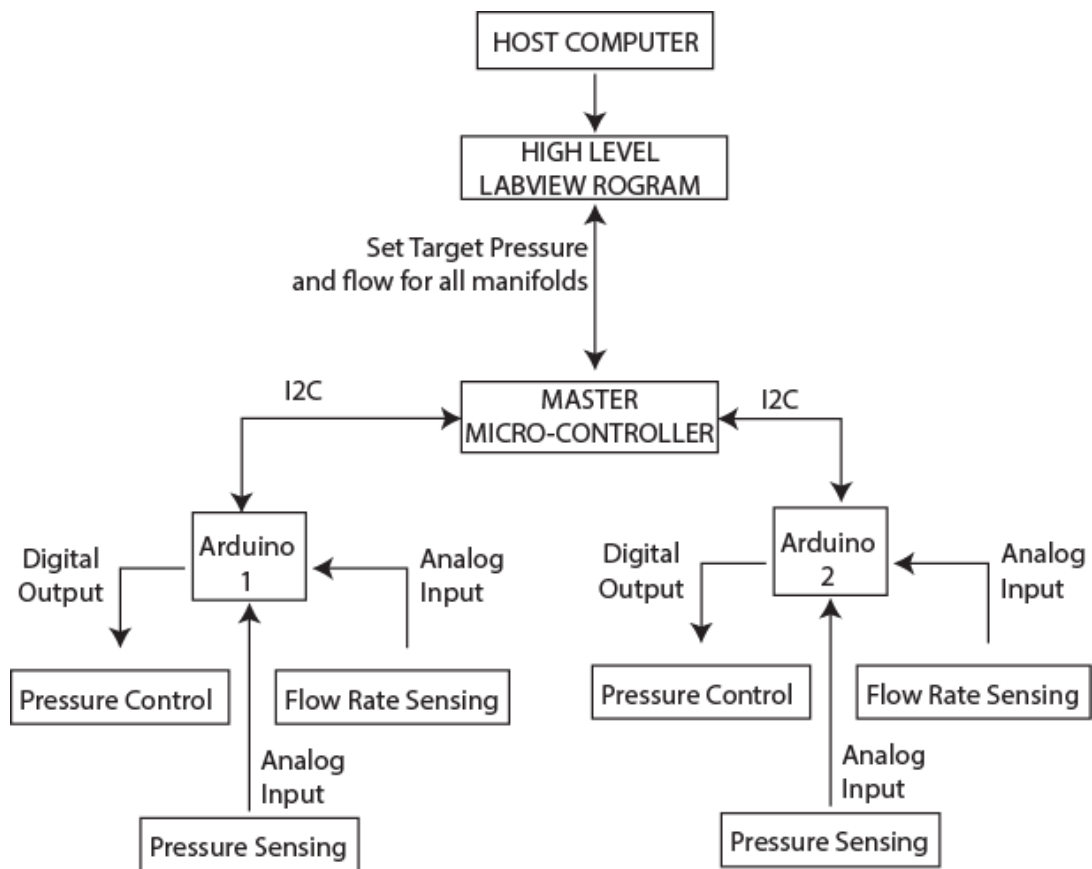 HOST COMPUTER
HIGH LEVEL
LABVIEW ROGRAM
Set Target Pressure
and flow for all manifolds
I2C
MASTER
MICRO-CONTROLLER
I2C
Digital
Output
Arduino
1
Analog
Input
Digital
Output
Arduino
2
Analog
Input
Pressure Control
Flow Rate Sensing
Pressure Control
Flow Rate Sensing
Analog
Input
Analog
Input
Pressure Sensing
Pressure Sensing